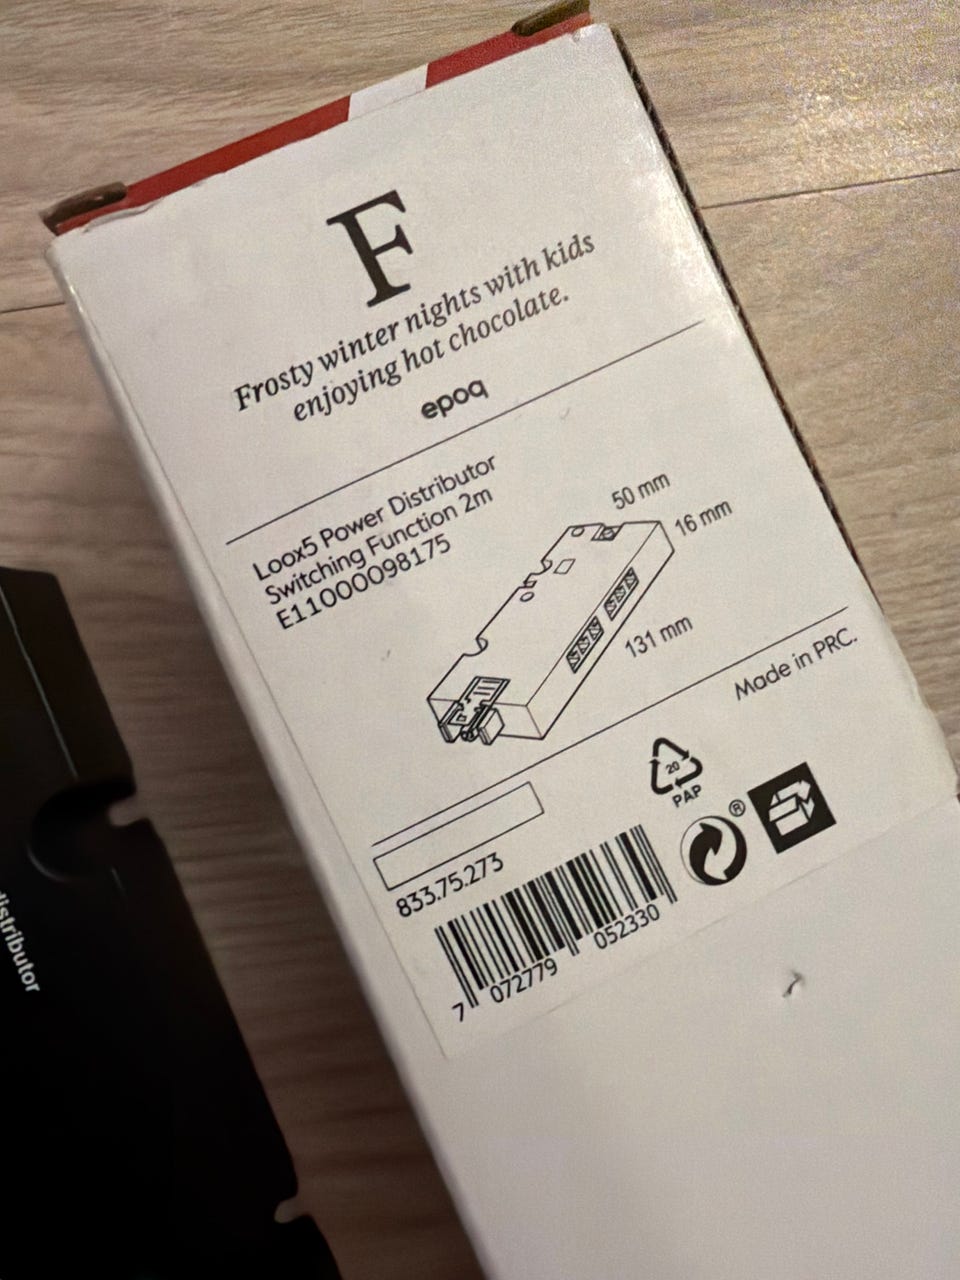 F
Frosty winter nights with kids
enjoying hot chocolate.
epoq
Loox5 Power Distributor
Switching Function 2m
E11000098175
50 mm
16 mm
131 mm
Made in PRC.
20
PAP
®
833.75.273
7 072779 052330
distributor